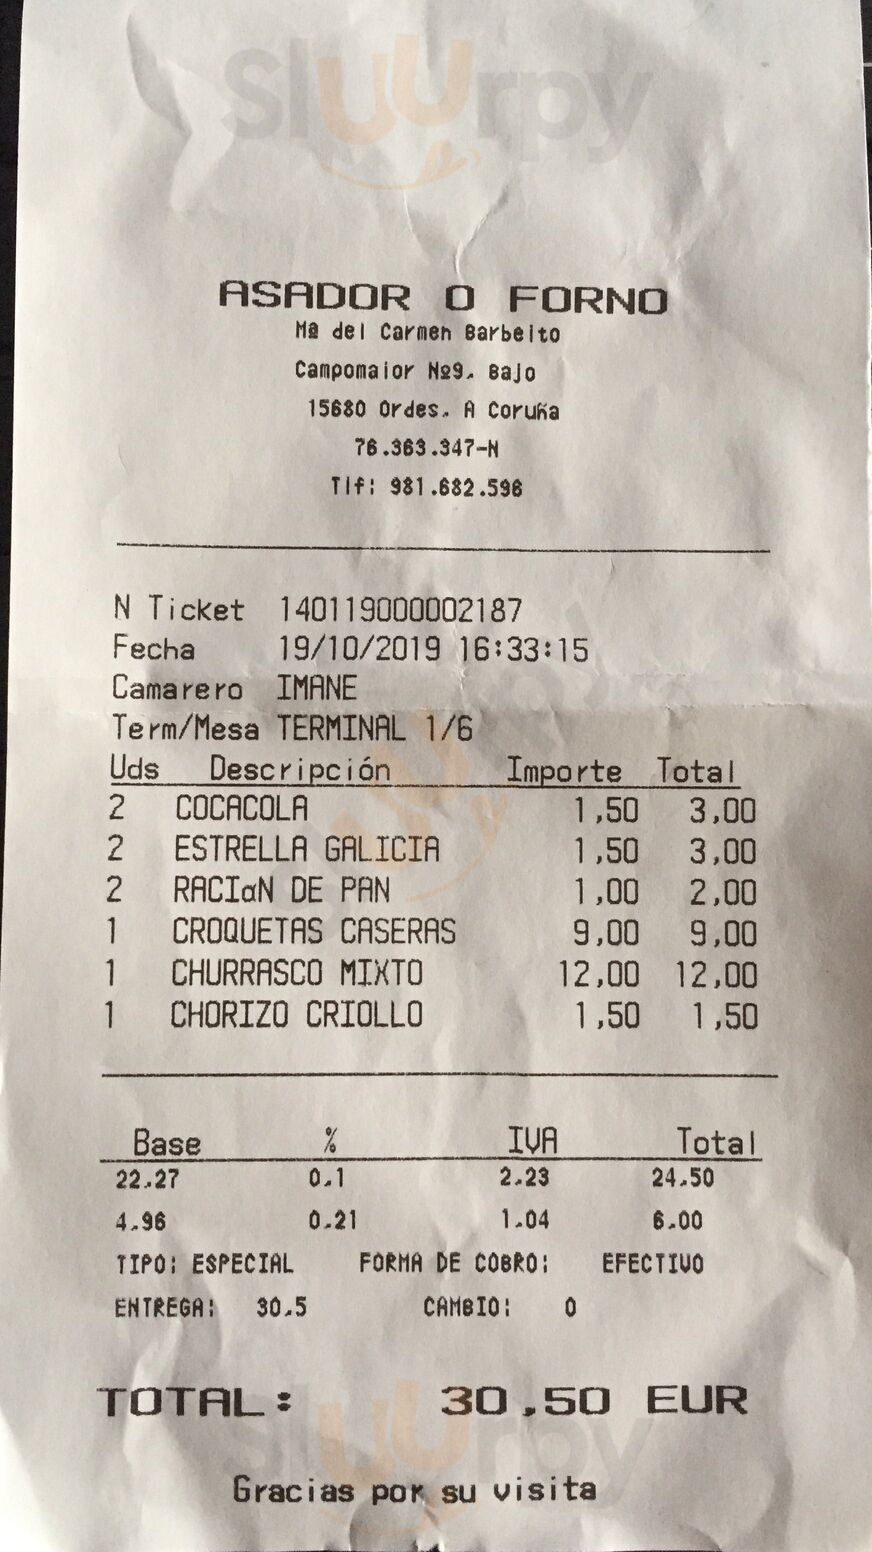 Sluurpy
ASADOR O FORNO
Mª del Carmen Barbeito
Campomaior Nº9. Bajo
15680 Ordes. A Coruña
76.363.347-N
Tlf: 981.682.596
N Ticket 140119000002187
Fecha 19/10/2019 16:33:15
Camarero IMANE
Term/Mesa TERMINAL 1/6
Uds Descripción Importe Total
2 COCACOLA 1,50 3,00
2 ESTRELLA GALICIA 1,50 3,00
2 RACIαN DE PAN 1,00 2,00
1 CROQUETAS CASERAS 9,00 9,00
1 CHURRASCO MIXTO 12,00 12,00
1 CHORIZO CRIOLLO 1,50 1,50
Base % IVA Total
22.27 0.1 2.23 24.50
4.96 0.21 1.04 6.00
TIPO: ESPECIAL FORMA DE COBRO: EFECTIVO
ENTREGA: 30.5 CAMBIO: 0
TOTAL: 30,50 EUR
Sluurpy
Gracias por su visita